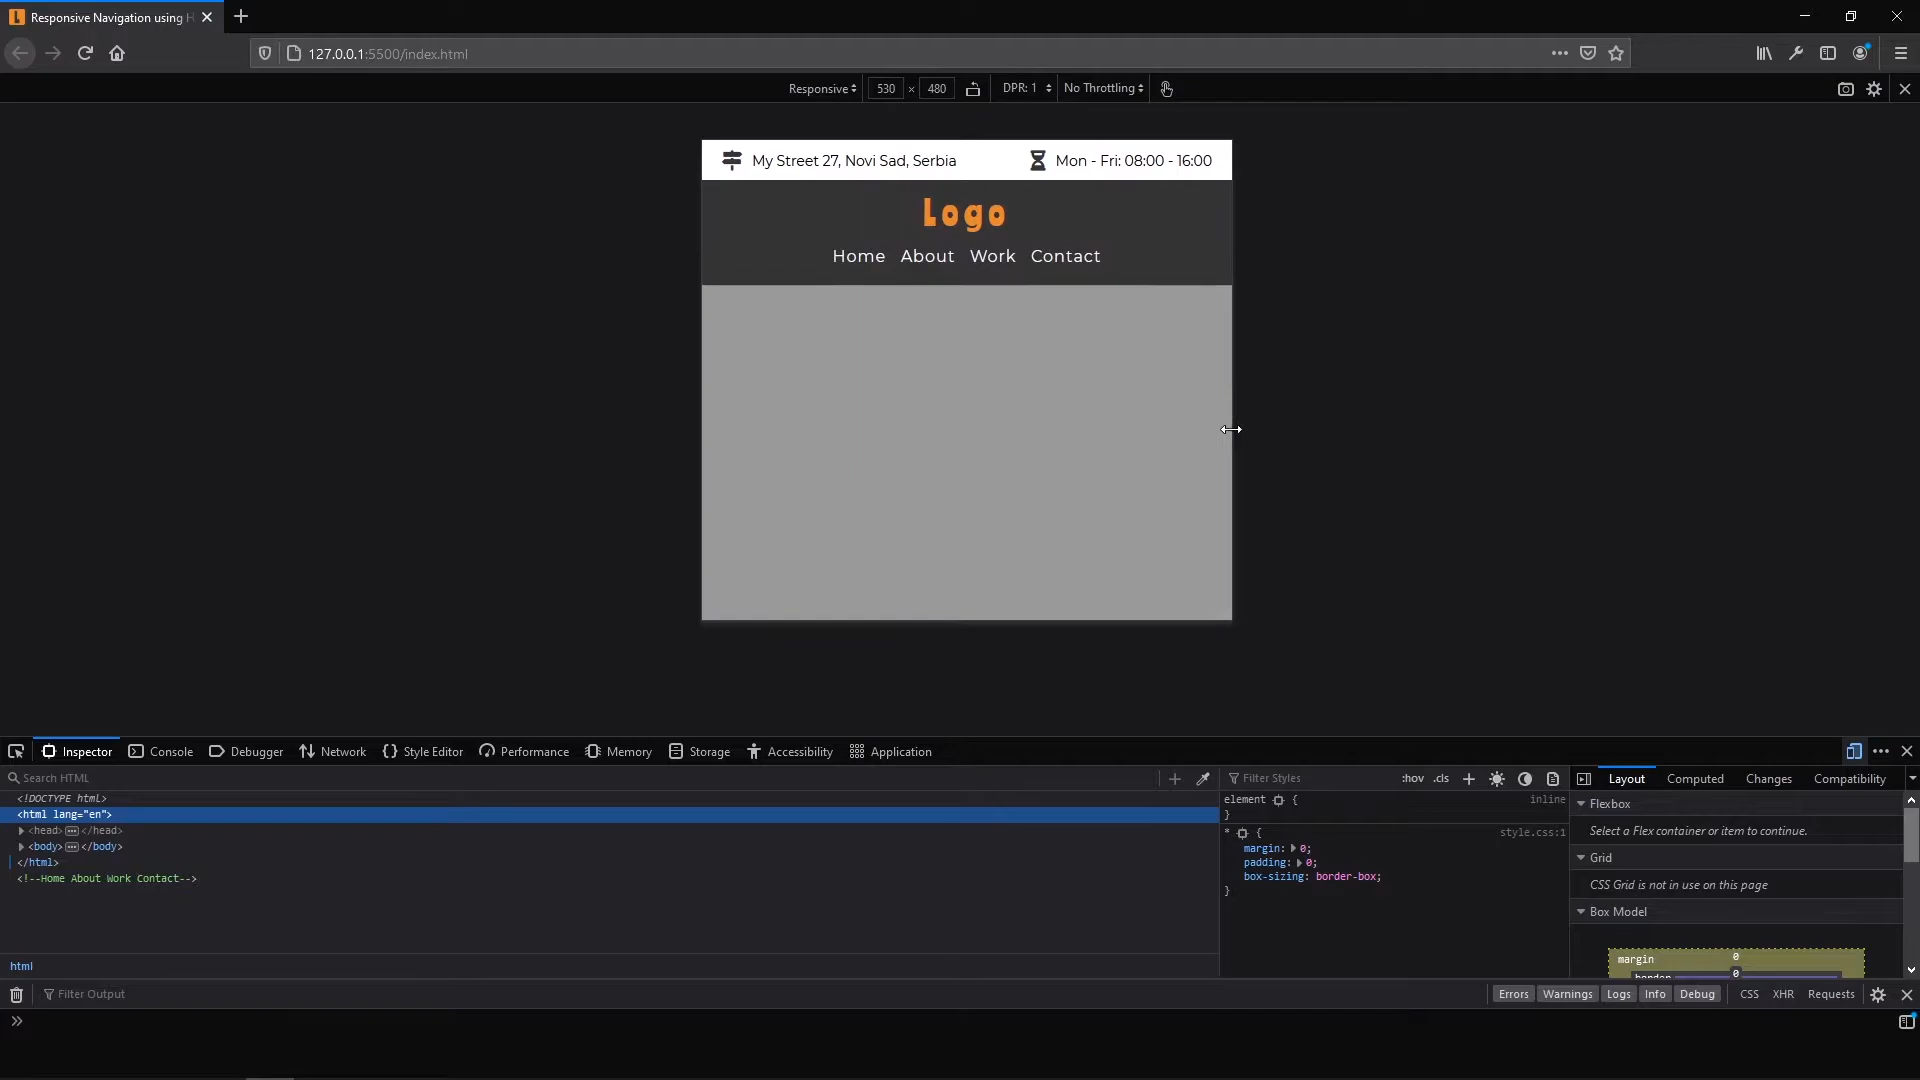 Responsive Navigation using H
127.0.0.1:5500/index.html
Responsive 530 × 480 DPR: 1 No Throttling
My Street 27, Novi Sad, Serbia Mon - Fri: 08:00 - 16:00
Logo
Home About Work Contact
Inspector Console Debugger Network Style Editor Performance Memory Storage Accessibility Application
Search HTML
<!DOCTYPE html>
<html lang="en">
<head> </head>
<body> </body>
</html>
<!--Home About Work Contact-->
html
Filter Styles :hov .cls
element { inline
}
* { style.css:1
margin: 0;
padding: 0;
box-sizing: border-box;
}
Layout Computed Changes Compatibility
Flexbox
Select a Flex container or item to continue.
Grid
CSS Grid is not in use on this page
Box Model
margin 0
border 0
Filter Output Errors Warnings Logs Info Debug CSS XHR Requests